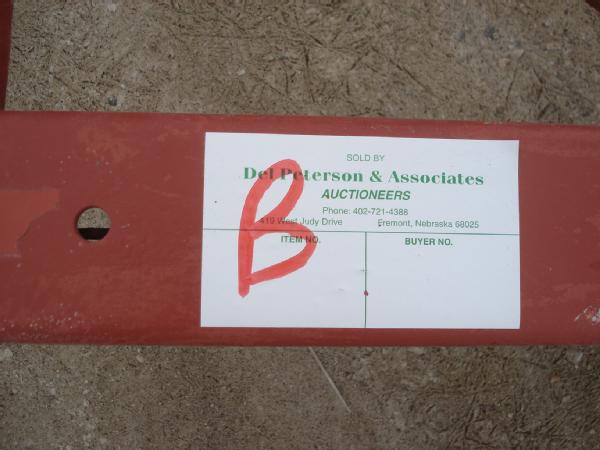 SOLD BY
Del Peterson & Associates
AUCTIONEERS
Phone: 402-721-4388
419 West Judy Drive Fremont, Nebraska 68025
ITEM NO. BUYER NO.
B